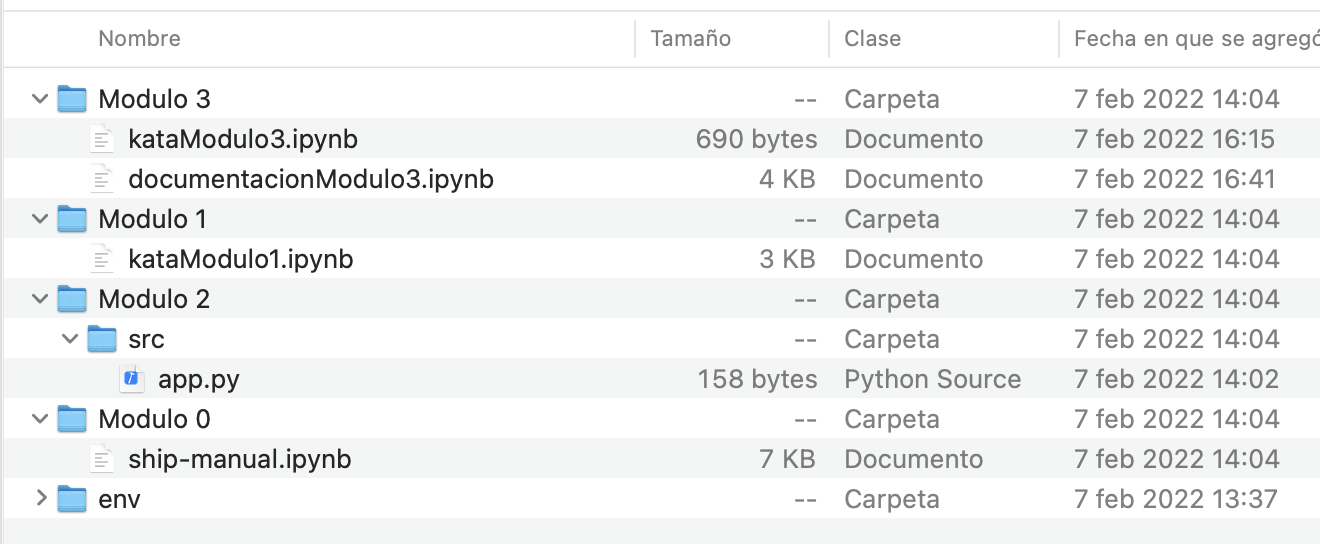 Nombre Tamaño Clase Fecha en que se agregó
Modulo 3 -- Carpeta 7 feb 2022 14:04
kataModulo3.ipynb 690 bytes Documento 7 feb 2022 16:15
documentacionModulo3.ipynb 4 KB Documento 7 feb 2022 16:41
Modulo 1 -- Carpeta 7 feb 2022 14:04
kataModulo1.ipynb 3 KB Documento 7 feb 2022 14:04
Modulo 2 -- Carpeta 7 feb 2022 14:04
src -- Carpeta 7 feb 2022 14:04
app.py 158 bytes Python Source 7 feb 2022 14:02
Modulo 0 -- Carpeta 7 feb 2022 14:04
ship-manual.ipynb 7 KB Documento 7 feb 2022 14:04
env -- Carpeta 7 feb 2022 13:37